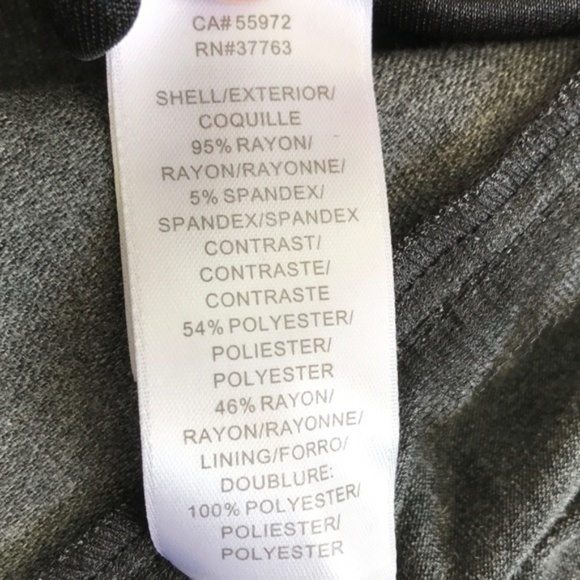 CA# 55972
RN#37763
SHELL/EXTERIOR/
COQUILLE
95% RAYON/
RAYON/RAYONNE/
5% SPANDEX/
SPANDEX/SPANDEX
CONTRAST/
CONTRASTE/
CONTRASTE
54% POLYESTER/
POLIESTER/
POLYESTER
46% RAYON/
RAYON/RAYONNE/
LINING/FORRO/
DOUBLURE:
100% POLYESTER/
POLIESTER/
POLYESTER